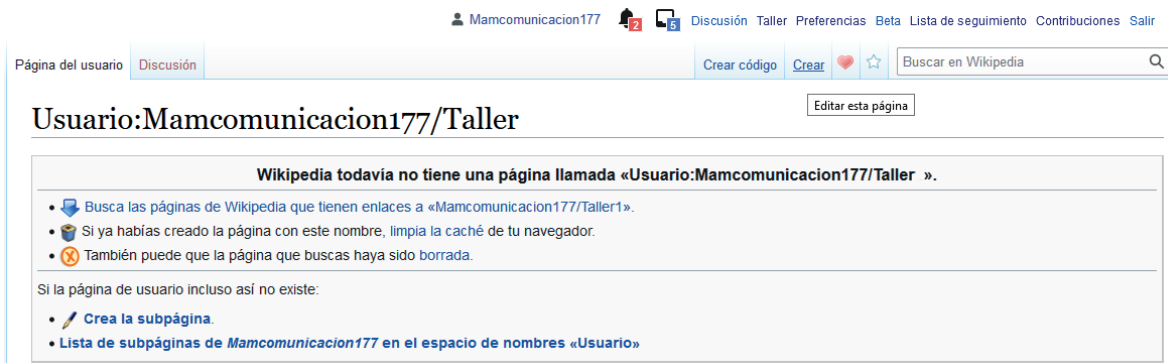 Mamcomunicacion177 2 5 Discusión Taller Preferencias Beta Lista de seguimiento Contribuciones Salir
Página del usuario Discusión Crear código Crear Buscar en Wikipedia
Editar esta página
Usuario:Mamcomunicacion177/Taller
Wikipedia todavía no tiene una página llamada «Usuario:Mamcomunicacion177/Taller ».
• Busca las páginas de Wikipedia que tienen enlaces a «Mamcomunicacion177/Taller1».
• Si ya habías creado la página con este nombre, limpia la caché de tu navegador.
• También puede que la página que buscas haya sido borrada.
Si la página de usuario incluso así no existe:
• Crea la subpágina.
• Lista de subpáginas de Mamcomunicacion177 en el espacio de nombres «Usuario»